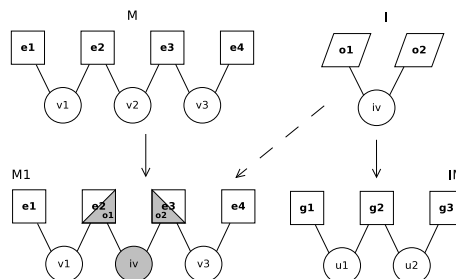 M
I
e1 e2 e3 e4
o1 o2
v1 v2 v3
iv
M1
e1 e2 o1 o2 e3 e4
v1 iv v3
g1 g2 g3
u1 u2